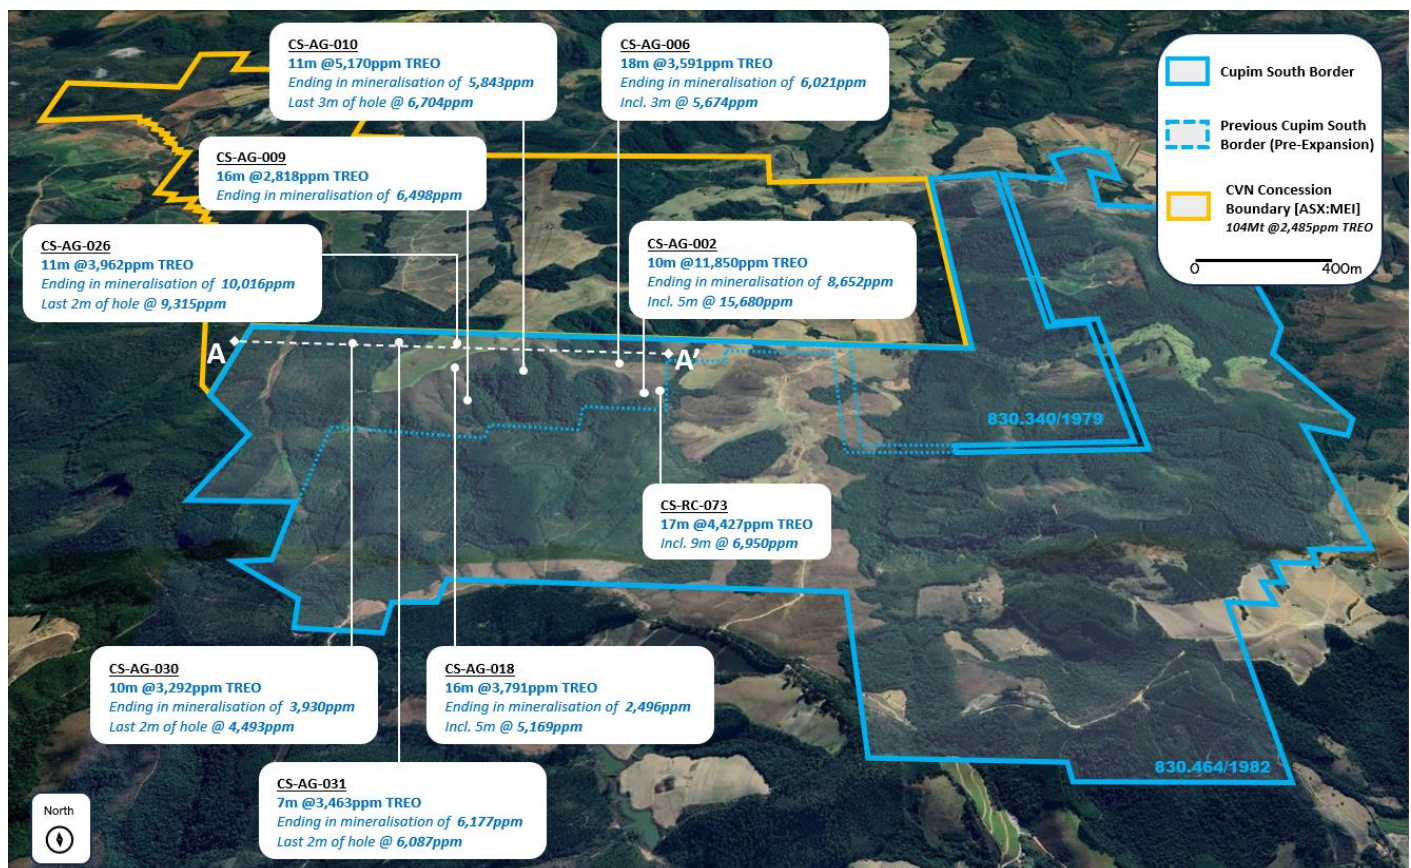 CS-AG-010
11m @5,170ppm TREO
Ending in mineralisation of 5,843ppm
Last 3m of hole @ 6,704ppm
CS-AG-006
18m @3,591ppm TREO
Ending in mineralisation of 6,021ppm
Incl. 3m @ 5,674ppm
Cupim South Border
Previous Cupim South
Border (Pre-Expansion)
CVN Concession
Boundary [ASX:MEI]
104Mt @2,485ppm TREO
0 400m
CS-AG-009
16m @2,818ppm TREO
Ending in mineralisation of 6,498ppm
CS-AG-026
11m @3,962ppm TREO
Ending in mineralisation of 10,016ppm
Last 2m of hole @ 9,315ppm
CS-AG-002
10m @11,850ppm TREO
Ending in mineralisation of 8,652ppm
Incl. 5m @ 15,680ppm
A
A'
830.340/1979
CS-RC-073
17m @4,427ppm TREO
Incl. 9m @ 6,950ppm
CS-AG-030
10m @3,292ppm TREO
Ending in mineralisation of 3,930ppm
Last 2m of hole @ 4,493ppm
CS-AG-018
16m @3,791ppm TREO
Ending in mineralisation of 2,496ppm
Incl. 5m @ 5,169ppm
830.464/1982
CS-AG-031
7m @3,463ppm TREO
Ending in mineralisation of 6,177ppm
Last 2m of hole @ 6,087ppm
North